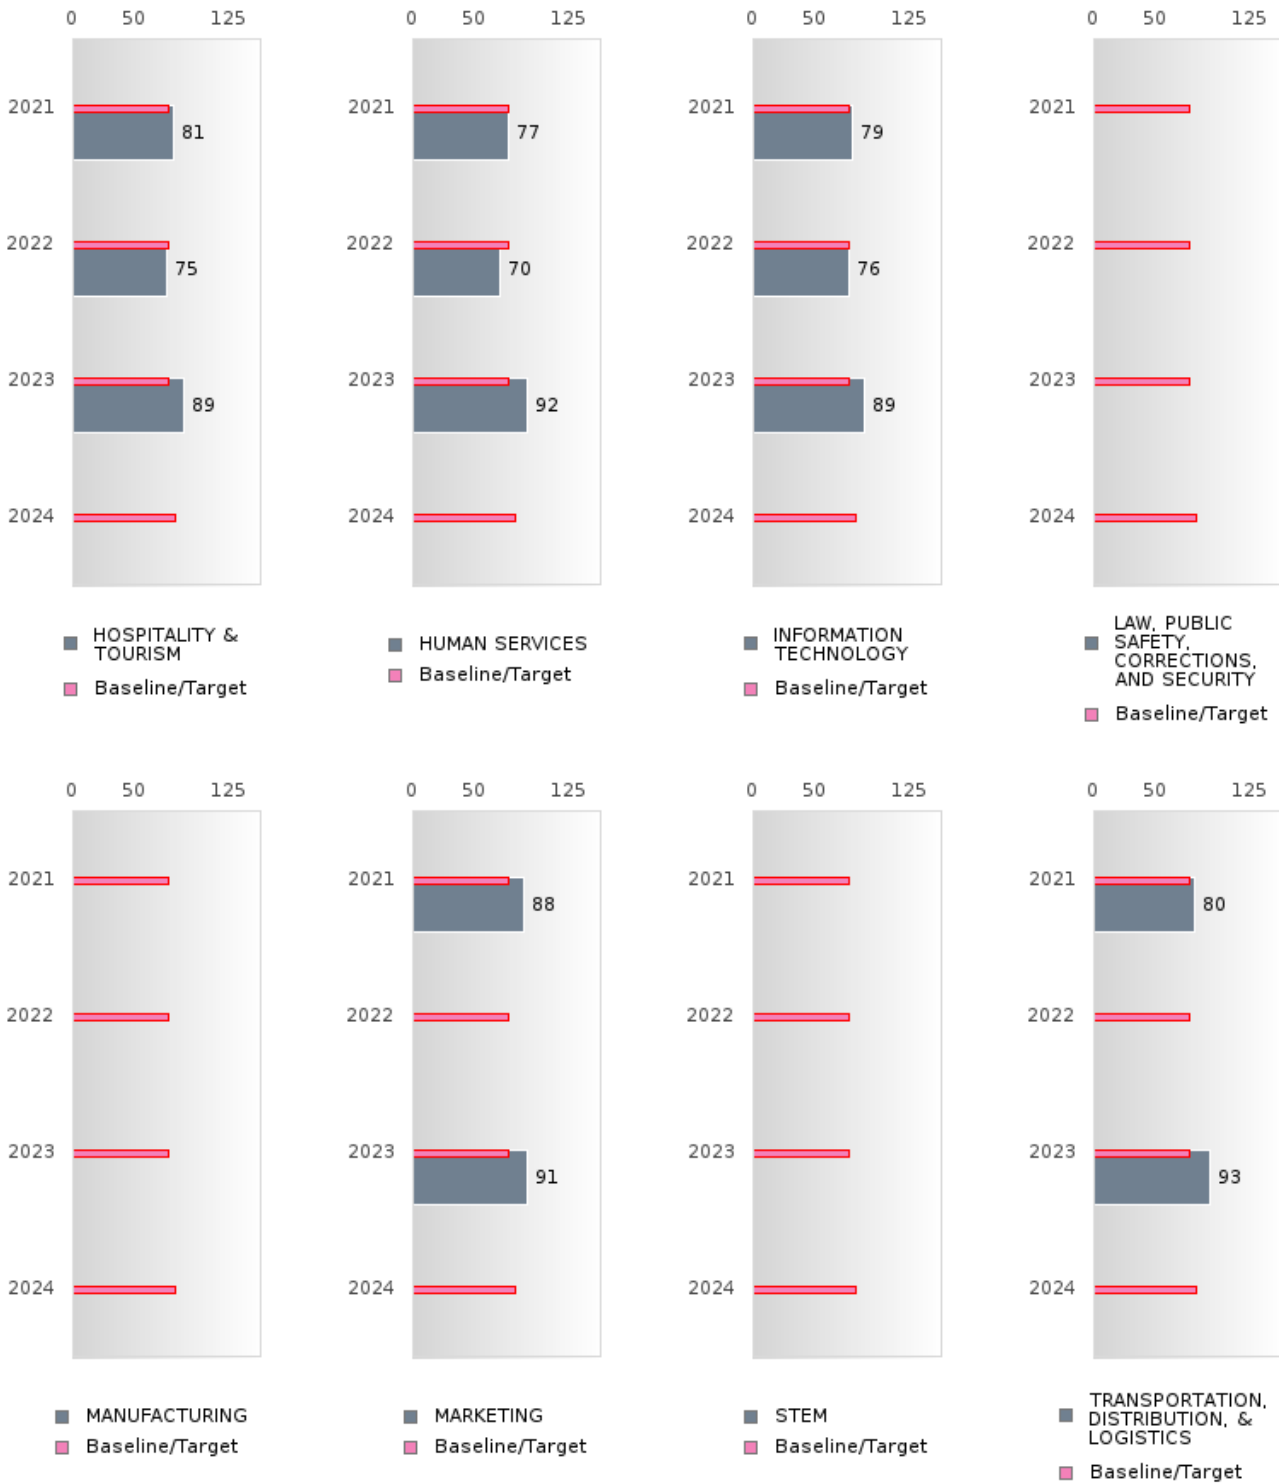 0 50 125 0 50 125 0 50 125 0 50 125
2021 81 2021 77 2021 79 2021
2022 75 2022 70 2022 76 2022
2023 89 2023 92 2023 89 2023
2024 2024 2024 2024
HOSPITALITY &
TOURISM
Baseline/Target
HUMAN SERVICES
Baseline/Target
INFORMATION
TECHNOLOGY
Baseline/Target
LAW, PUBLIC
SAFETY,
CORRECTIONS,
AND SECURITY
Baseline/Target
0 50 125 0 50 125 0 50 125 0 50 125
2021 2021 88 2021 2021 80
2022 2022 2022 2022
2023 2023 91 2023 2023 93
2024 2024 2024 2024
MANUFACTURING
Baseline/Target
MARKETING
Baseline/Target
STEM
Baseline/Target
TRANSPORTATION,
DISTRIBUTION, &
LOGISTICS
Baseline/Target